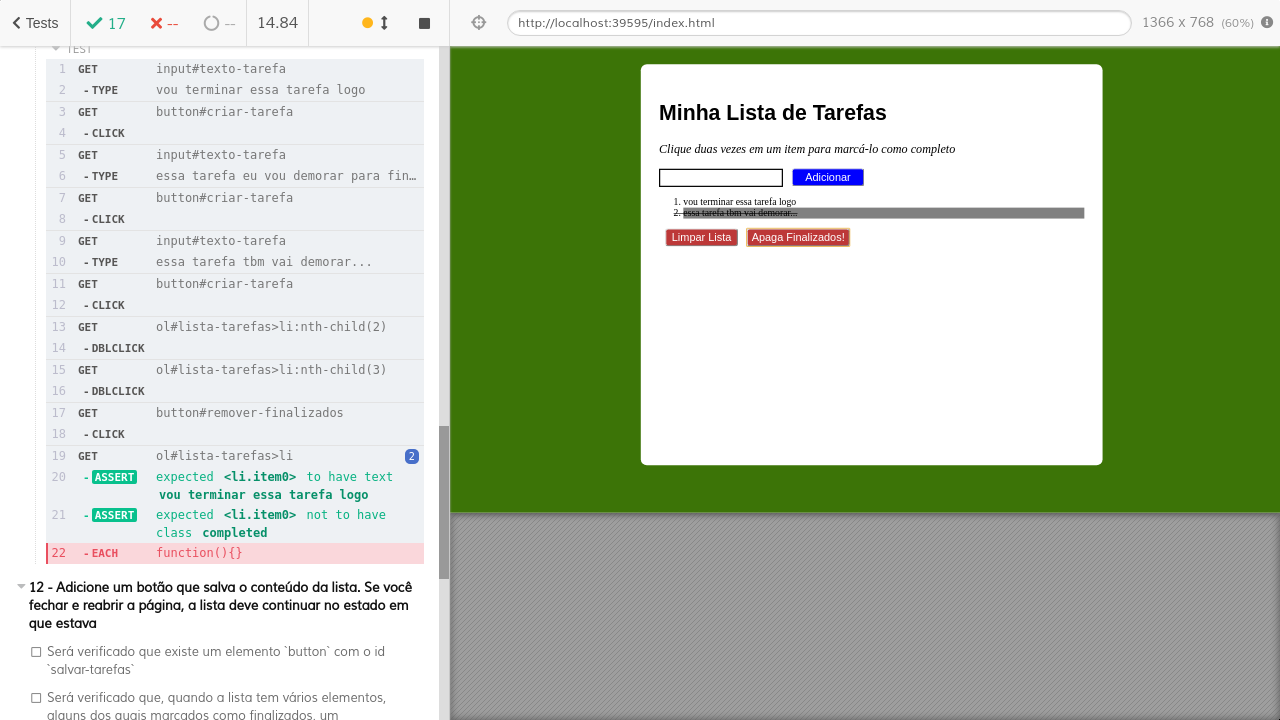 Tests
17
--
--
14.84
http://localhost:39595/index.html
1366 x 768 (60%)
TEST
1 GET input#texto-tarefa
2 - TYPE vou terminar essa tarefa logo
3 GET button#criar-tarefa
4 - CLICK
5 GET input#texto-tarefa
6 - TYPE essa tarefa eu vou demorar para fin…
7 GET button#criar-tarefa
8 - CLICK
9 GET input#texto-tarefa
10 - TYPE essa tarefa tbm vai demorar...
11 GET button#criar-tarefa
12 - CLICK
13 GET ol#lista-tarefas>li:nth-child(2)
14 - DBLCLICK
15 GET ol#lista-tarefas>li:nth-child(3)
16 - DBLCLICK
17 GET button#remover-finalizados
18 - CLICK
19 GET ol#lista-tarefas>li 2
20 - ASSERT expected <li.item0> to have text
vou terminar essa tarefa logo
21 - ASSERT expected <li.item0> not to have
class completed
22 - EACH function(){}
12 - Adicione um botão que salva o conteúdo da lista. Se você
fechar e reabrir a página, a lista deve continuar no estado em
que estava
Será verificado que existe um elemento `button` com o id
`salvar-tarefas`
Será verificado que, quando a lista tem vários elementos,
alguns dos quais marcados como finalizados, um
Minha Lista de Tarefas
Clique duas vezes em um item para marcá-lo como completo
Adicionar
1. vou terminar essa tarefa logo
2. essa tarefa tbm vai demorar...
Limpar Lista Apaga Finalizados!